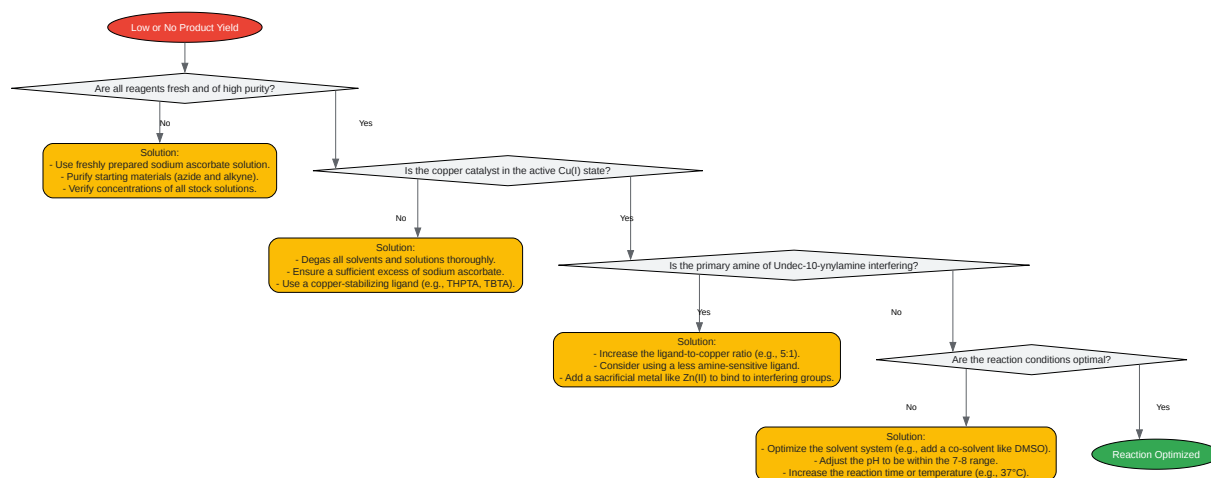 Low or No Product Yield
Are all reagents fresh and of high purity?
No
Yes
Solution:
- Use freshly prepared sodium ascorbate solution.
- Purify starting materials (azide and alkyne).
- Verify concentrations of all stock solutions.
Is the copper catalyst in the active Cu(I) state?
No
Yes
Solution:
- Degas all solvents and solutions thoroughly.
- Ensure a sufficient excess of sodium ascorbate.
- Use a copper-stabilizing ligand (e.g., THPTA, TBTA).
Is the primary amine of Undec-10-ynylamine interfering?
Yes
No
Solution:
- Increase the ligand-to-copper ratio (e.g., 5:1).
- Consider using a less amine-sensitive ligand.
- Add a sacrificial metal like Zn(II) to bind to interfering groups.
Are the reaction conditions optimal?
No
Yes
Solution:
- Optimize the solvent system (e.g., add a co-solvent like DMSO).
- Adjust the pH to be within the 7-8 range.
- Increase the reaction time or temperature (e.g., 37°C).
Reaction Optimized